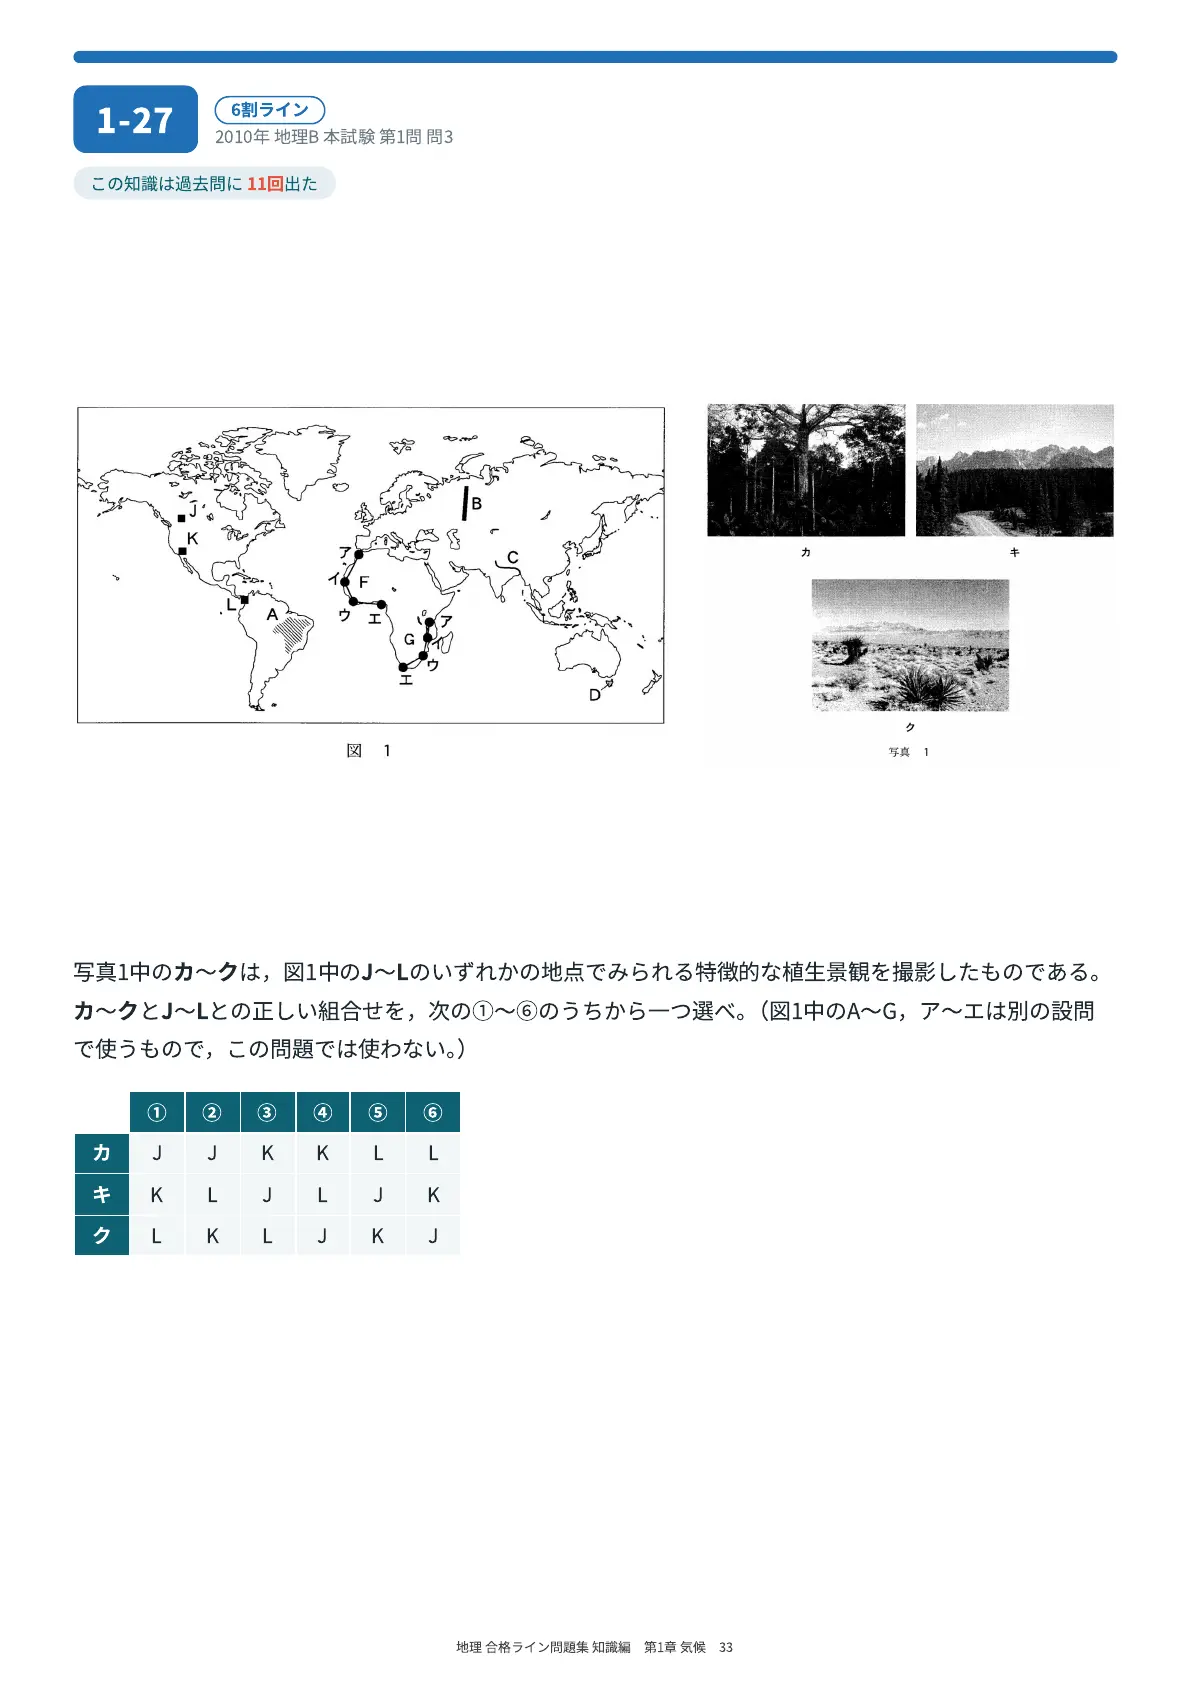 1-27
6割ライン
2010年 地理B 本試験 第1問 問3
この知識は過去問に 11回出た
J
K
L
A
B
C
D
ア
イ
F
ウ
エ
ア
G
イ
ウ
エ
図 1
カ
キ
ク
写真 1
写真1中のカ～クは，図1中のJ～Lのいずれかの地点でみられる特徴的な植生景観を撮影したものである。
カ～クとJ～Lとの正しい組合せを，次の①～⑥のうちから一つ選べ。（図1中のA～G，ア～エは別の設問
で使うもので，この問題では使わない。）
① ② ③ ④ ⑤ ⑥
カ J J K K L L
キ K L J L J K
ク L K L J K J
地理 合格ライン問題集 知識編 第1章 気候 33